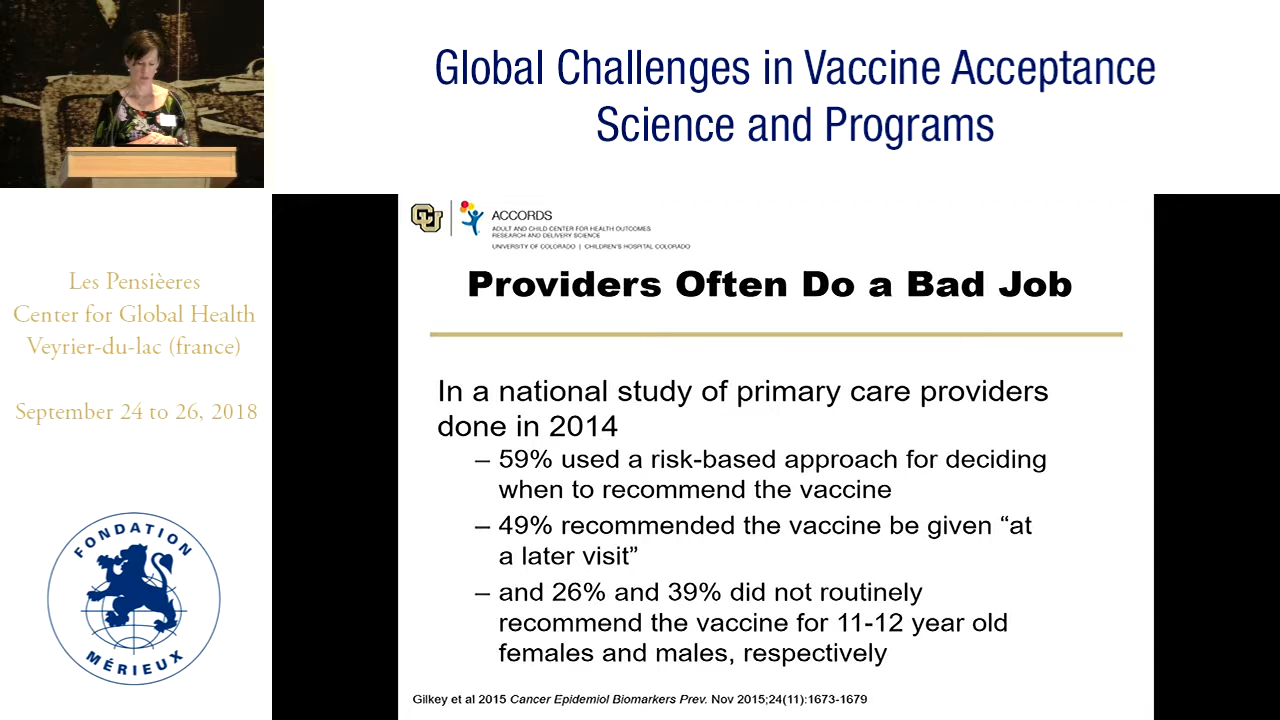 Global Challenges in Vaccine Acceptance
Science and Programs
Les Pensièeres
Center for Global Health
Veyrier-du-lac (france)
September 24 to 26, 2018
FONDATION
MÉRIEUX
CU
ACCORDS
ADULT AND CHILD CENTER FOR HEALTH OUTCOMES
RESEARCH AND DELIVERY SCIENCE
UNIVERSITY OF COLORADO | CHILDREN'S HOSPITAL COLORADO
Providers Often Do a Bad Job
In a national study of primary care providers
done in 2014
– 59% used a risk-based approach for deciding
when to recommend the vaccine
– 49% recommended the vaccine be given “at
a later visit”
– and 26% and 39% did not routinely
recommend the vaccine for 11-12 year old
females and males, respectively
Gilkey et al 2015 Cancer Epidemiol Biomarkers Prev. Nov 2015;24(11):1673-1679